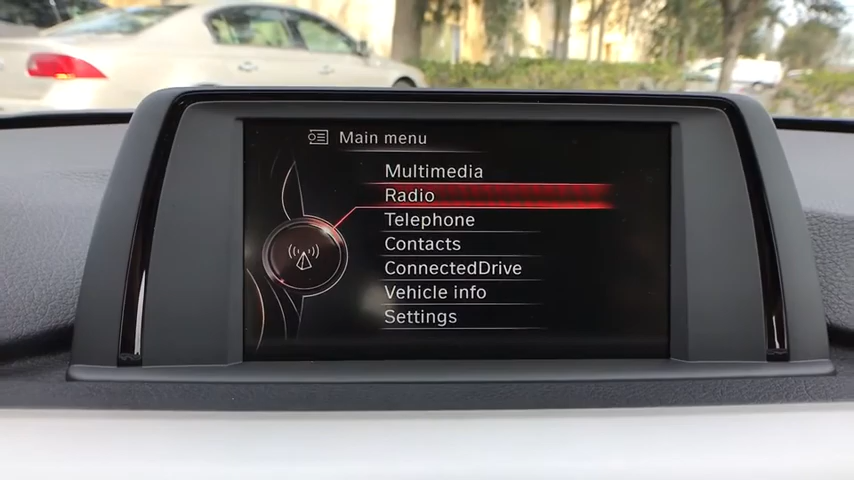 Main menu
Multimedia
Radio
Telephone
Contacts
ConnectedDrive
Vehicle info
Settings